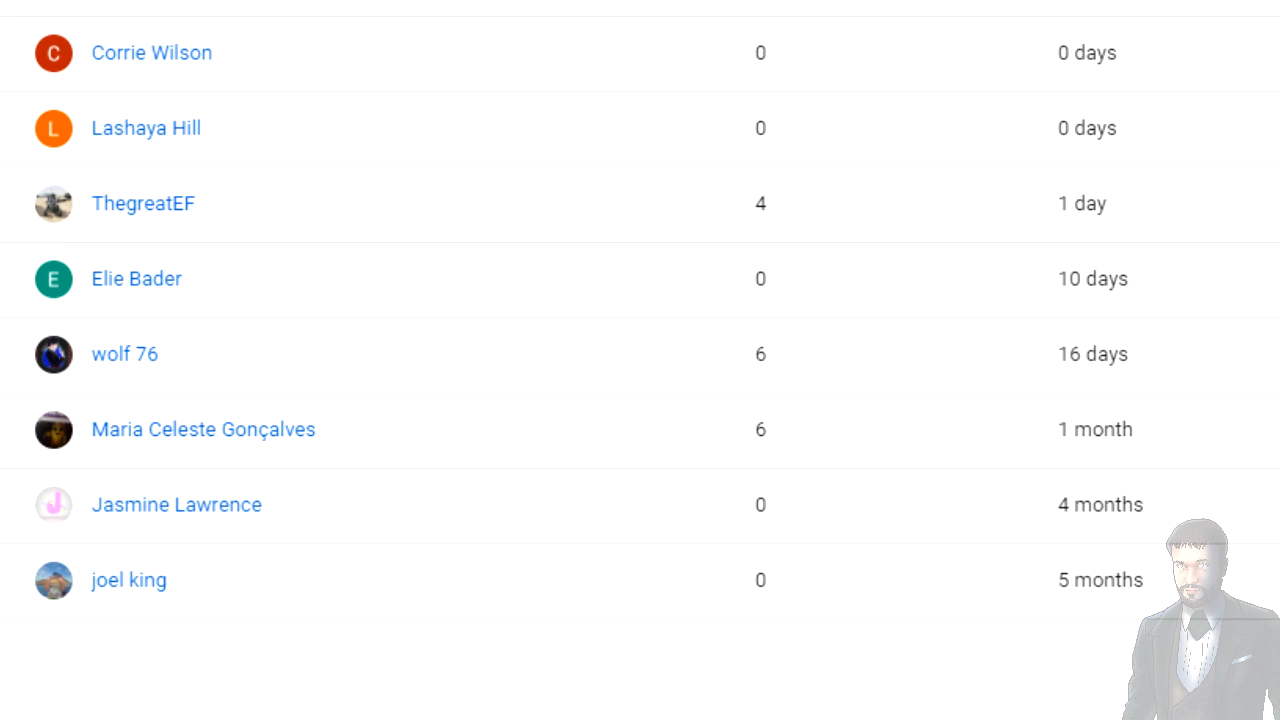 C Corrie Wilson 0 0 days
L Lashaya Hill 0 0 days
ThegreatEF 4 1 day
E Elie Bader 0 10 days
wolf 76 6 16 days
Maria Celeste Gonçalves 6 1 month
J Jasmine Lawrence 0 4 months
joel king 0 5 months